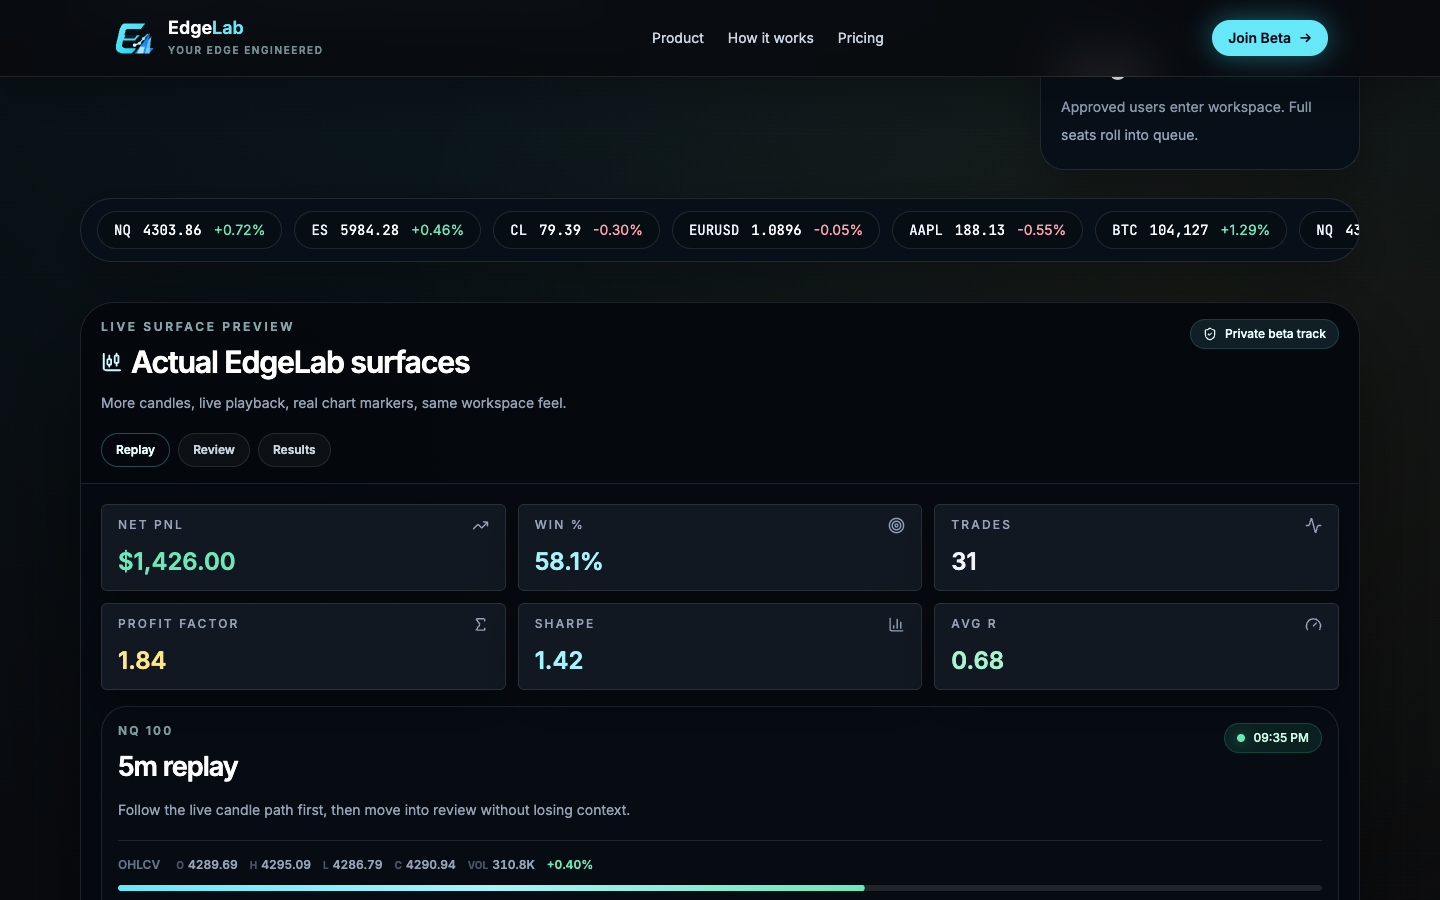 EdgeLab
YOUR EDGE ENGINEERED
Product How it works Pricing
Join Beta
Approved users enter workspace. Full
seats roll into queue.
NQ 4303.86 +0.72% ES 5984.28 +0.46% CL 79.39 -0.30% EURUSD 1.0896 -0.05% AAPL 188.13 -0.55% BTC 104,127 +1.29% NQ
LIVE SURFACE PREVIEW
Private beta track
Actual EdgeLab surfaces
More candles, live playback, real chart markers, same workspace feel.
Replay Review Results
NET PNL
$1,426.00
WIN %
58.1%
TRADES
31
PROFIT FACTOR
1.84
SHARPE
1.42
AVG R
0.68
NQ 100
09:35 PM
5m replay
Follow the live candle path first, then move into review without losing context.
OHLCV O 4289.69 H 4295.09 L 4286.79 C 4290.94 VOL 310.8K +0.40%